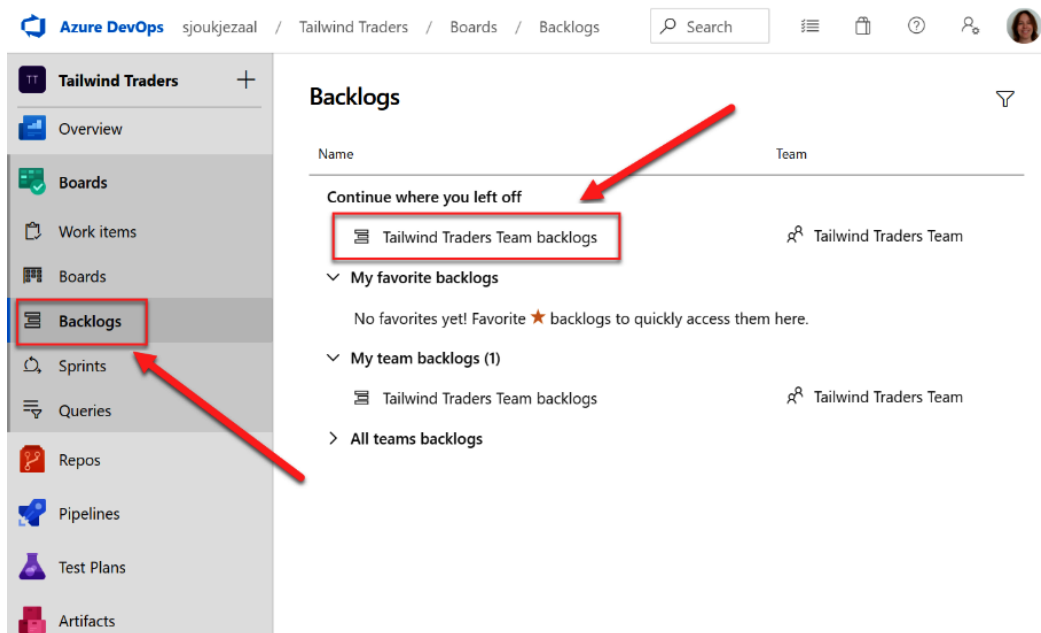 Azure DevOps sjoukjezaal / Tailwind Traders / Boards / Backlogs Search
TT Tailwind Traders
Overview
Boards
Work items
Boards
Backlogs
Sprints
Queries
Repos
Pipelines
Test Plans
Artifacts
Backlogs
Name Team
Continue where you left off
Tailwind Traders Team backlogs Tailwind Traders Team
My favorite backlogs
No favorites yet! Favorite ★ backlogs to quickly access them here.
My team backlogs (1)
Tailwind Traders Team backlogs Tailwind Traders Team
All teams backlogs